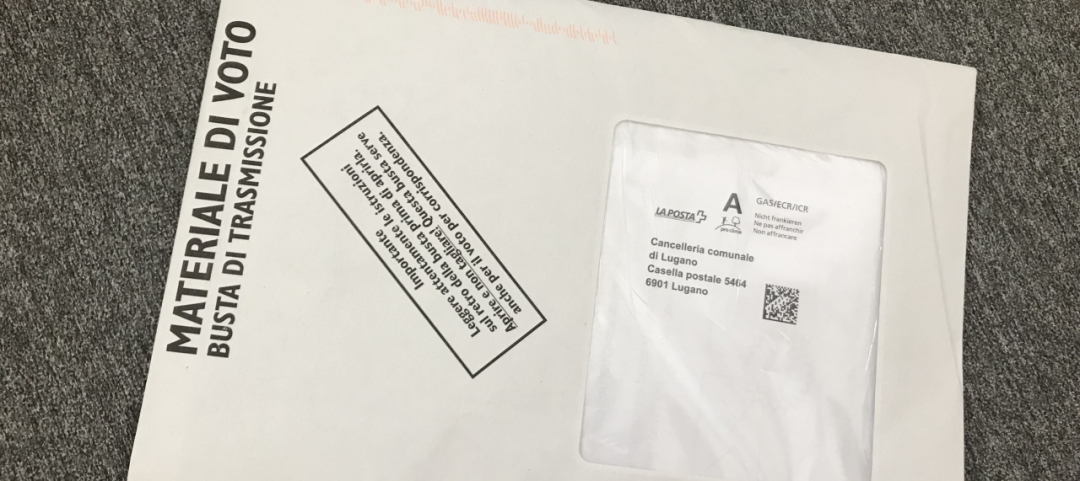 MATERIALE DI VOTO
BUSTA DI TRASMISSIONE
Importante
Leggere attentamente le istruzioni
sul retro della busta prima di aprirla.
Aprire e non tagliare! Questa busta serve
anche per il voto per corrispondenza.
LA POSTA
A
pro clima
GAS/ECR/ICR
Nicht frankieren
Ne pas affranchir
Non affrancare
Cancelleria comunale
di Lugano
Casella postale 5464
6901 Lugano